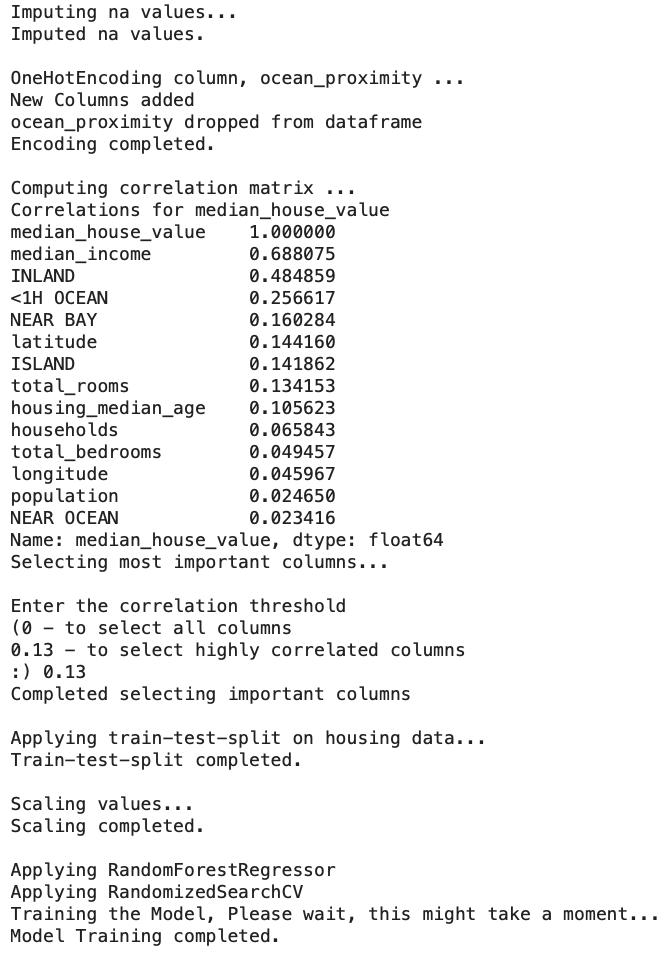 Imputing na values...
Imputed na values.
OneHotEncoding column, ocean_proximity ...
New Columns added
ocean_proximity dropped from dataframe
Encoding completed.
Computing correlation matrix ...
Correlations for median_house_value
median_house_value    1.000000
median_income         0.688075
INLAND                0.484859
<1H OCEAN             0.256617
NEAR BAY              0.160284
latitude              0.144160
ISLAND                0.141862
total_rooms           0.134153
housing_median_age    0.105623
households            0.065843
total_bedrooms        0.049457
longitude             0.045967
population            0.024650
NEAR OCEAN            0.023416
Name: median_house_value, dtype: float64
Selecting most important columns...
Enter the correlation threshold
(0 – to select all columns
0.13 – to select highly correlated columns
:) 0.13
Completed selecting important columns
Applying train-test-split on housing data...
Train-test-split completed.
Scaling values...
Scaling completed.
Applying RandomForestRegressor
Applying RandomizedSearchCV
Training the Model, Please wait, this might take a moment...
Model Training completed.